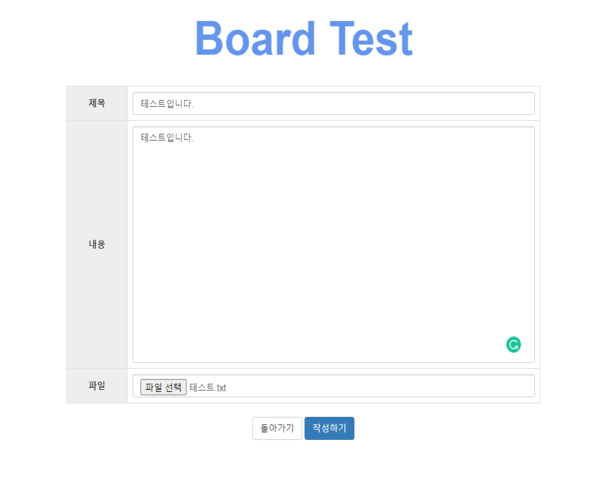 Board Test
제목
테스트입니다.
내용
테스트입니다.
파일
파일 선택 테스트.txt
돌아가기 작성하기